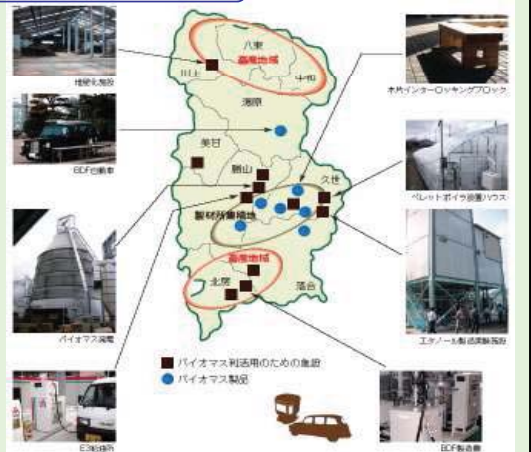 八束
畜産地域
川上
中和
湯原
堆肥化施設
木片インターロッキングブロック
美甘
BDF自動車
勝山
久世
製材所集積地
ペレットボイラ設置ハウス
畜産地域
北房
落合
バイオマス発電
エタノール製造実験施設
バイオマス利活用のための施設
バイオマス製品
E3給油所
BDF製造機